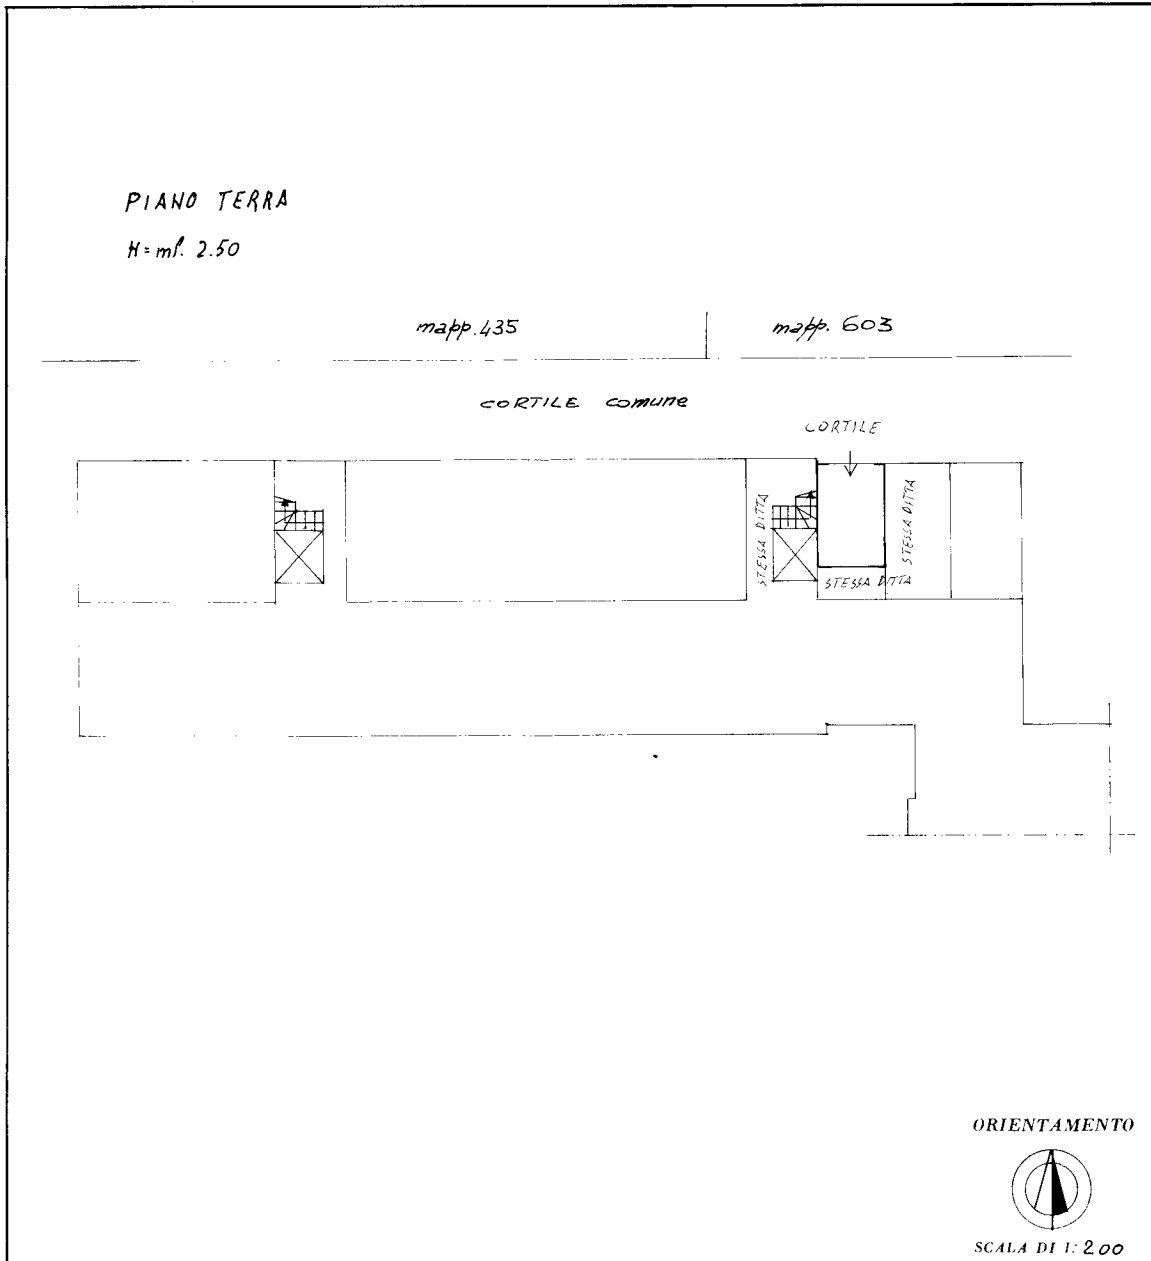 PIANO TERRA
H=ml. 2.50
mapp. 435
mapp. 603
CORTILE comune
CORTILE
STESSA DITTA
STESSA DITTA
STESSA DITTA
ORIENTAMENTO
SCALA DI 1: 200